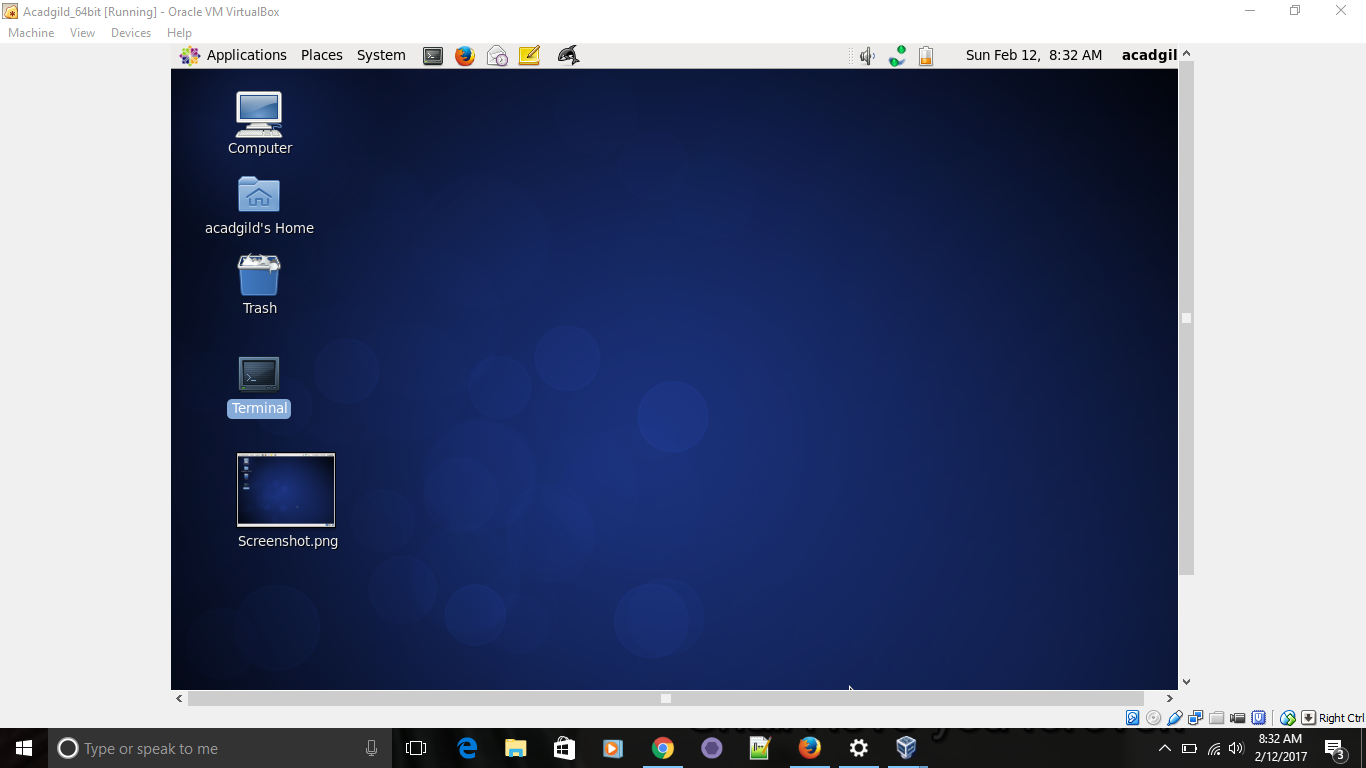 Acadgild_64bit [Running] - Oracle VM VirtualBox
Machine View Devices Help
Applications Places System Sun Feb 12, 8:32 AM acadgil
Computer
acadgild's Home
Trash
Terminal
Screenshot.png
Right Ctrl
Type or speak to me
8:32 AM
2/12/2017
3